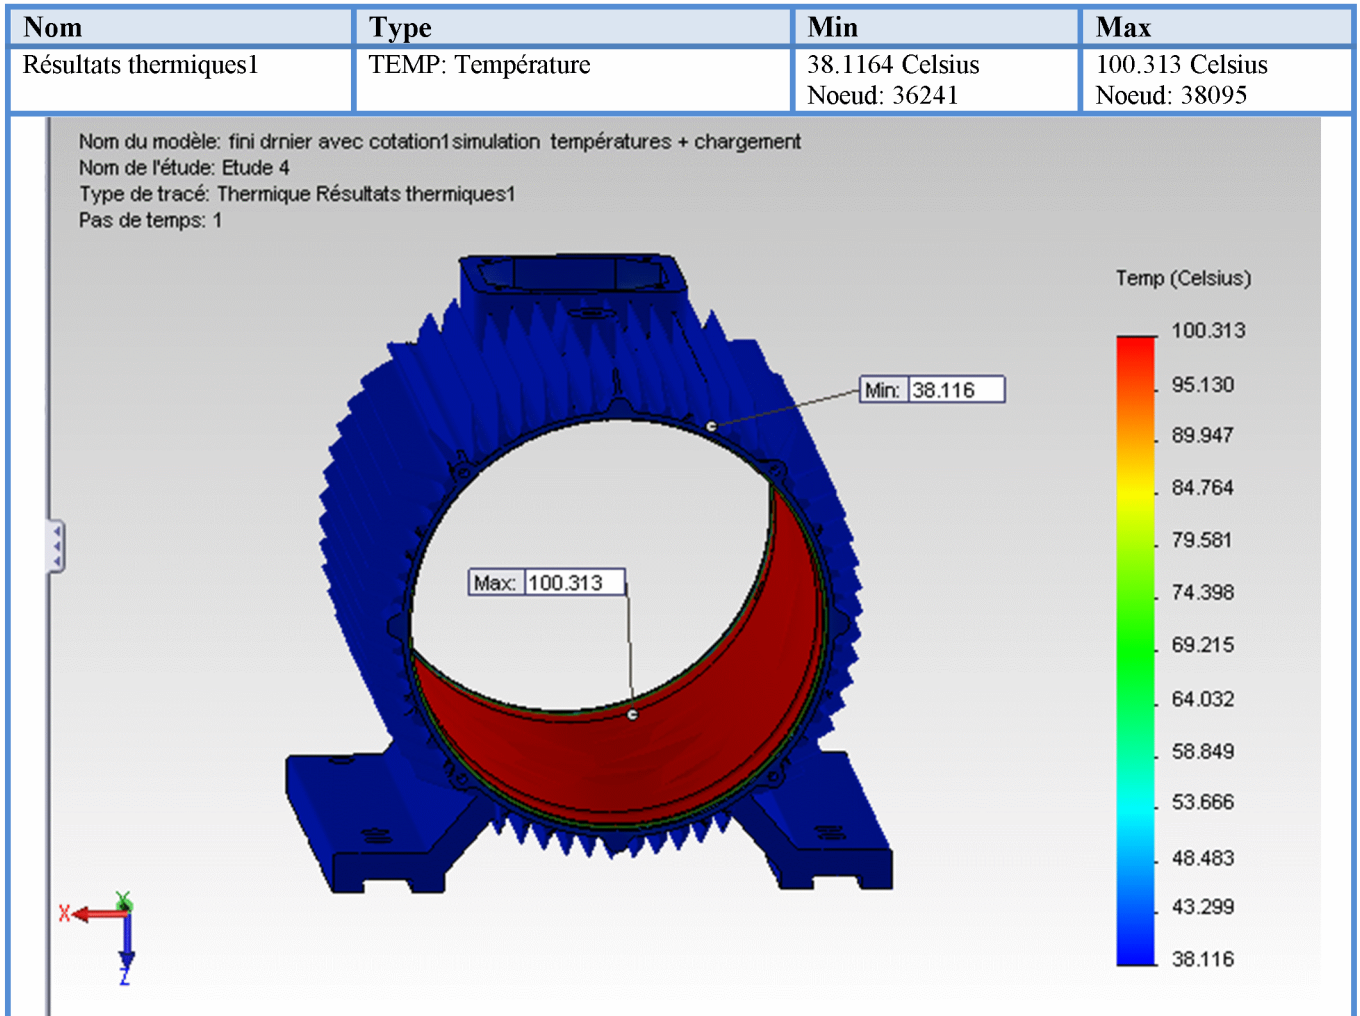 Nom Type Min Max
Résultats thermiques1 TEMP: Température 38.1164 Celsius 100.313 Celsius
Noeud: 36241 Noeud: 38095
Nom du modèle: fini drnier avec cotation1simulation températures + chargement
Nom de l'étude: Etude 4
Type de tracé: Thermique Résultats thermiques1
Pas de temps: 1
Temp (Celsius)
100.313
95.130
89.947
84.764
79.581
74.398
69.215
64.032
58.849
53.666
48.483
43.299
38.116
Min: 38.116
Max: 100.313
Y
X
Z